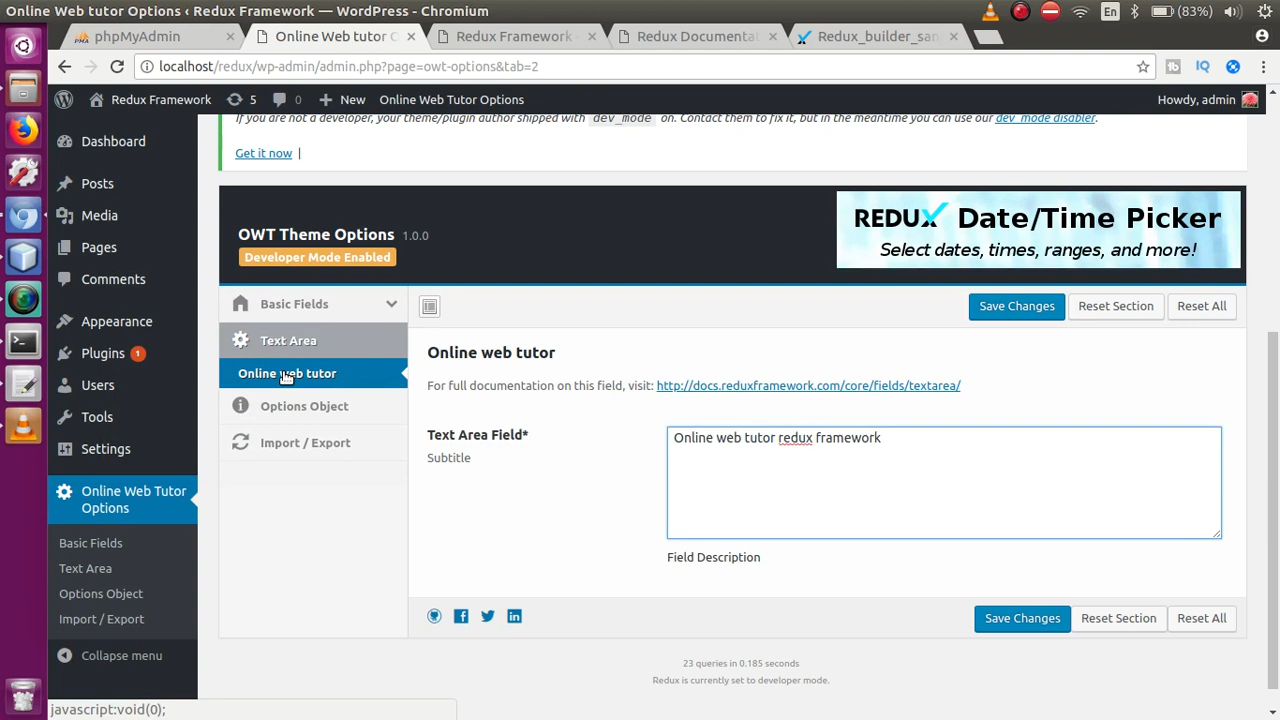 Online Web tutor Options ‹ Redux Framework — WordPress - Chromium
En
(83%)
phpMyAdmin
Online Web tutor O
Redux Framework -
Redux Documenta
Redux_builder_san
localhost/redux/wp-admin/admin.php?page=owt-options&tab=2
IQ
Redux Framework
5
0
New
Online Web Tutor Options
Howdy, admin
If you are not a developer, your theme/plugin author shipped with dev_mode on. Contact them to fix it, but in the meantime you can use our dev_mode disabler.
Get it now |
Dashboard
Posts
Media
Pages
Comments
Appearance
Plugins 1
Users
Tools
Settings
Online Web Tutor
Options
Basic Fields
Text Area
Options Object
Import / Export
Collapse menu
OWT Theme Options 1.0.0
Developer Mode Enabled
REDUX Date/Time Picker
Select dates, times, ranges, and more!
Basic Fields
Text Area
Online web tutor
Options Object
Import / Export
Save Changes
Reset Section
Reset All
Online web tutor
For full documentation on this field, visit: http://docs.reduxframework.com/core/fields/textarea/
Text Area Field*
Subtitle
Online web tutor redux framework
Field Description
Save Changes
Reset Section
Reset All
23 queries in 0.185 seconds
Redux is currently set to developer mode.
javascript:void(0);